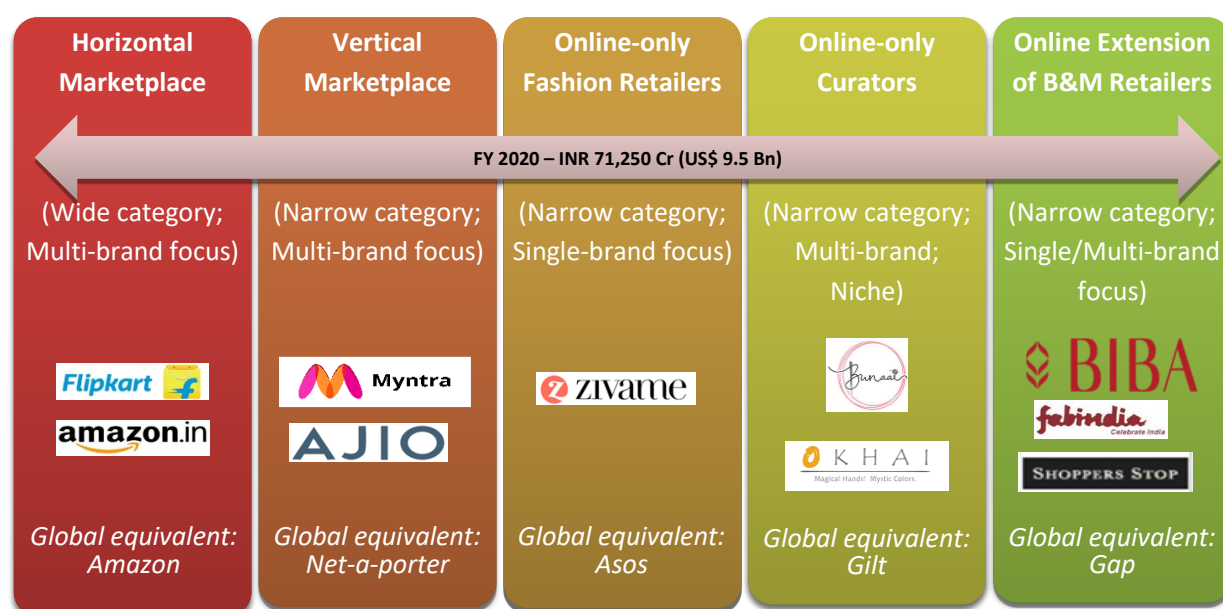 Horizontal
Marketplace
Vertical
Marketplace
Online-only
Fashion Retailers
Online-only
Curators
Online Extension
of B&M Retailers
FY 2020 – INR 71,250 Cr (US$ 9.5 Bn)
(Wide category;
Multi-brand focus)
(Narrow category;
Multi-brand focus)
(Narrow category;
Single-brand focus)
(Narrow category;
Multi-brand;
Niche)
(Narrow category;
Single/Multi-brand
focus)
Flipkart
amazon.in
Myntra
AJIO
ZIVAME
Bunaai
OKHAI
Magical Hands! Mystic Colors.
BIBA
fabindia
Celebrate India
SHOPPERS STOP
Global equivalent:
Amazon
Global equivalent:
Net-a-porter
Global equivalent:
Asos
Global equivalent:
Gilt
Global equivalent:
Gap